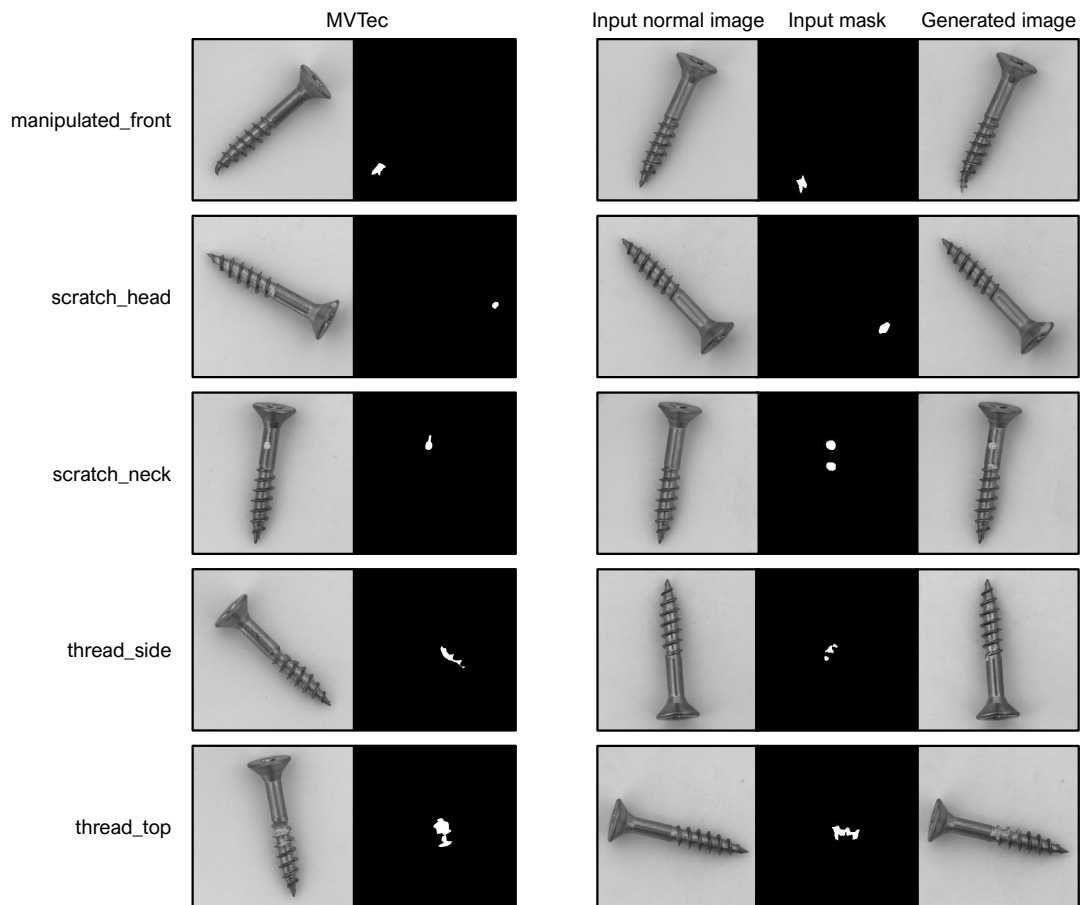 MVTec
Input normal image
Input mask
Generated image
manipulated_front
scratch_head
scratch_neck
thread_side
thread_top